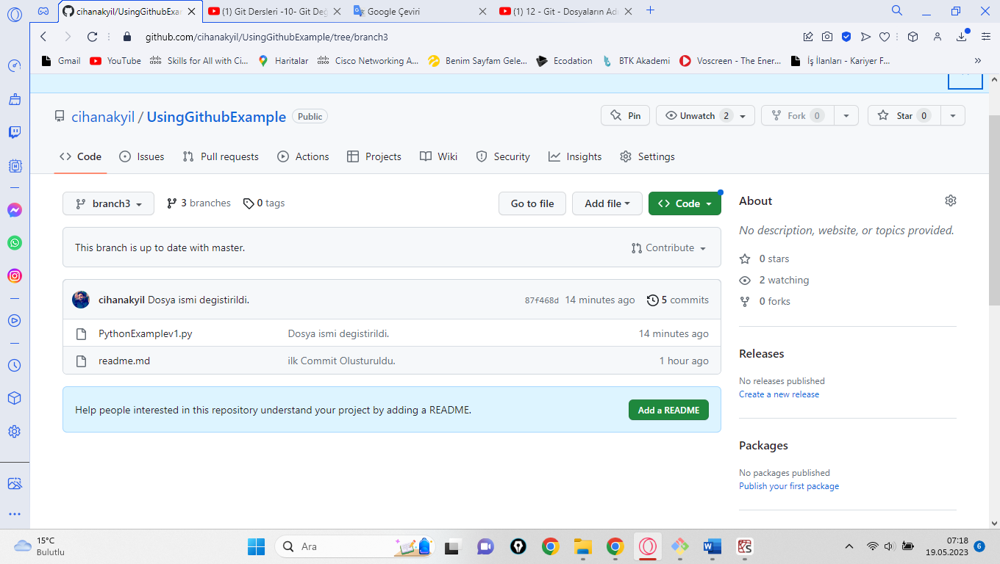 cihanakyil/UsingGithubExar
(1) Git Dersleri -10- Git Değ
Google Çeviri
(1) 12 - Git - Dosyaların Adı
github.com/cihanakyil/UsingGithubExample/tree/branch3
Gmail
YouTube
Skills for All with Ci...
Haritalar
Cisco Networking A...
Benim Sayfam Gele...
Ecodation
BTK Akademi
Voscreen - The Ener...
İş İlanları - Kariyer F...
»
cihanakyil / UsingGithubExample Public
Pin
Unwatch 2
Fork 0
Star 0
Code
Issues
Pull requests
Actions
Projects
Wiki
Security
Insights
Settings
branch3
3 branches
0 tags
Go to file
Add file
Code
This branch is up to date with master.
Contribute
cihanakyil Dosya ismi degistirildi.
87f468d 14 minutes ago
5 commits
PythonExamplev1.py
Dosya ismi degistirildi.
14 minutes ago
readme.md
ilk Commit Olusturuldu.
1 hour ago
Help people interested in this repository understand your project by adding a README.
Add a README
About
No description, website, or topics provided.
0 stars
2 watching
0 forks
Releases
No releases published
Create a new release
Packages
No packages published
Publish your first package
15°C
Bulutlu
Ara
07:18
19.05.2023
6